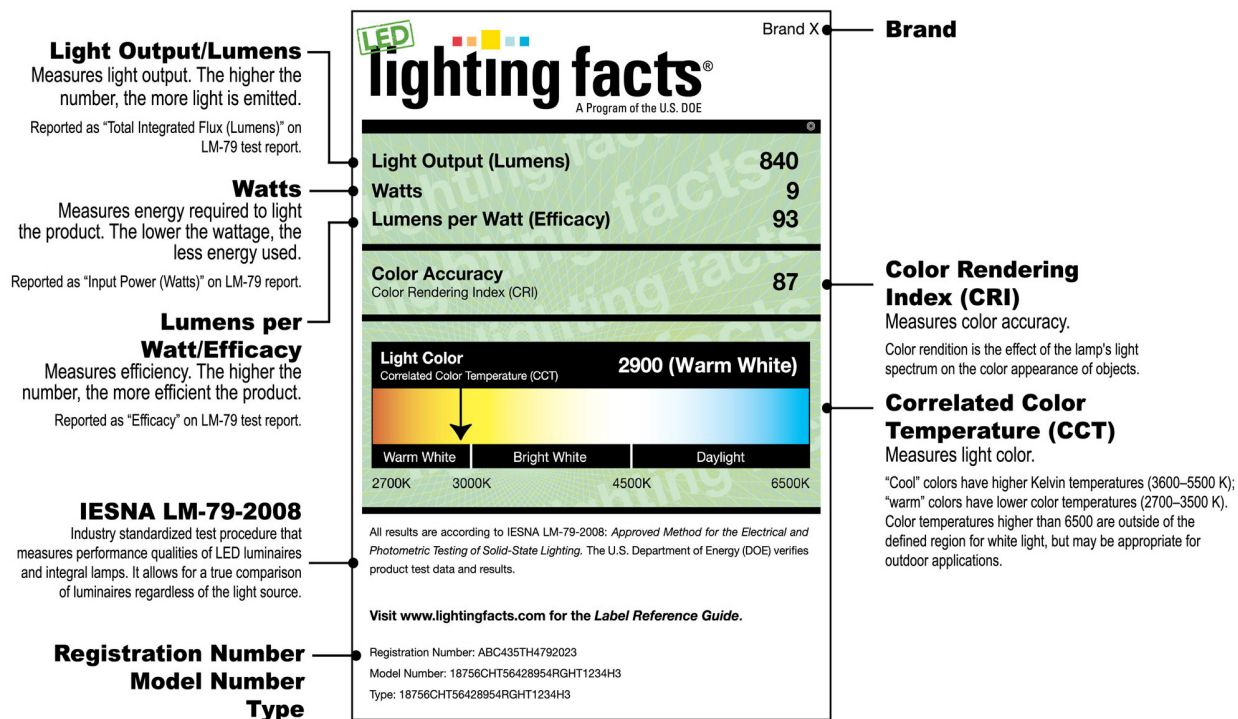 Light Output/Lumens
Measures light output. The higher the
number, the more light is emitted.
Reported as “Total Integrated Flux (Lumens)” on
LM-79 test report.
Watts
Measures energy required to light
the product. The lower the wattage, the
less energy used.
Reported as “Input Power (Watts)” on LM-79 report.
Lumens per
Watt/Efficacy
Measures efficiency. The higher the
number, the more efficient the product.
Reported as “Efficacy” on LM-79 test report.
IESNA LM-79-2008
Industry standardized test procedure that
measures performance qualities of LED luminaires
and integral lamps. It allows for a true comparison
of luminaires regardless of the light source.
Registration Number
Model Number
Type
Brand X
LED
lighting facts®
A Program of the U.S. DOE
Light Output (Lumens) 840
Watts 9
Lumens per Watt (Efficacy) 93
Color Accuracy 87
Color Rendering Index (CRI)
Light Color
Correlated Color Temperature (CCT)
2900 (Warm White)
Warm White Bright White Daylight
2700K 3000K 4500K 6500K
All results are according to IESNA LM-79-2008: Approved Method for the Electrical and
Photometric Testing of Solid-State Lighting. The U.S. Department of Energy (DOE) verifies
product test data and results.
Visit www.lightingfacts.com for the Label Reference Guide.
Registration Number: ABC435TH4792023
Model Number: 18756CHT56428954RGHT1234H3
Type: 18756CHT56428954RGHT1234H3
Brand
Color Rendering
Index (CRI)
Measures color accuracy.
Color rendition is the effect of the lamp's light
spectrum on the color appearance of objects.
Correlated Color
Temperature (CCT)
Measures light color.
“Cool” colors have higher Kelvin temperatures (3600–5500 K);
“warm” colors have lower color temperatures (2700–3500 K).
Color temperatures higher than 6500 are outside of the
defined region for white light, but may be appropriate for
outdoor applications.